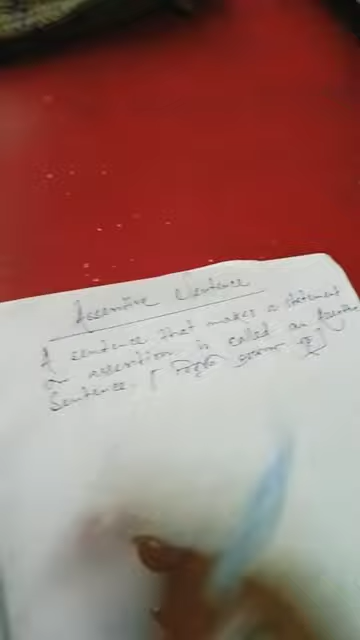 Assertive Sentence
A sentence that makes a statement
or assertion is called an Assertive
Sentence. [